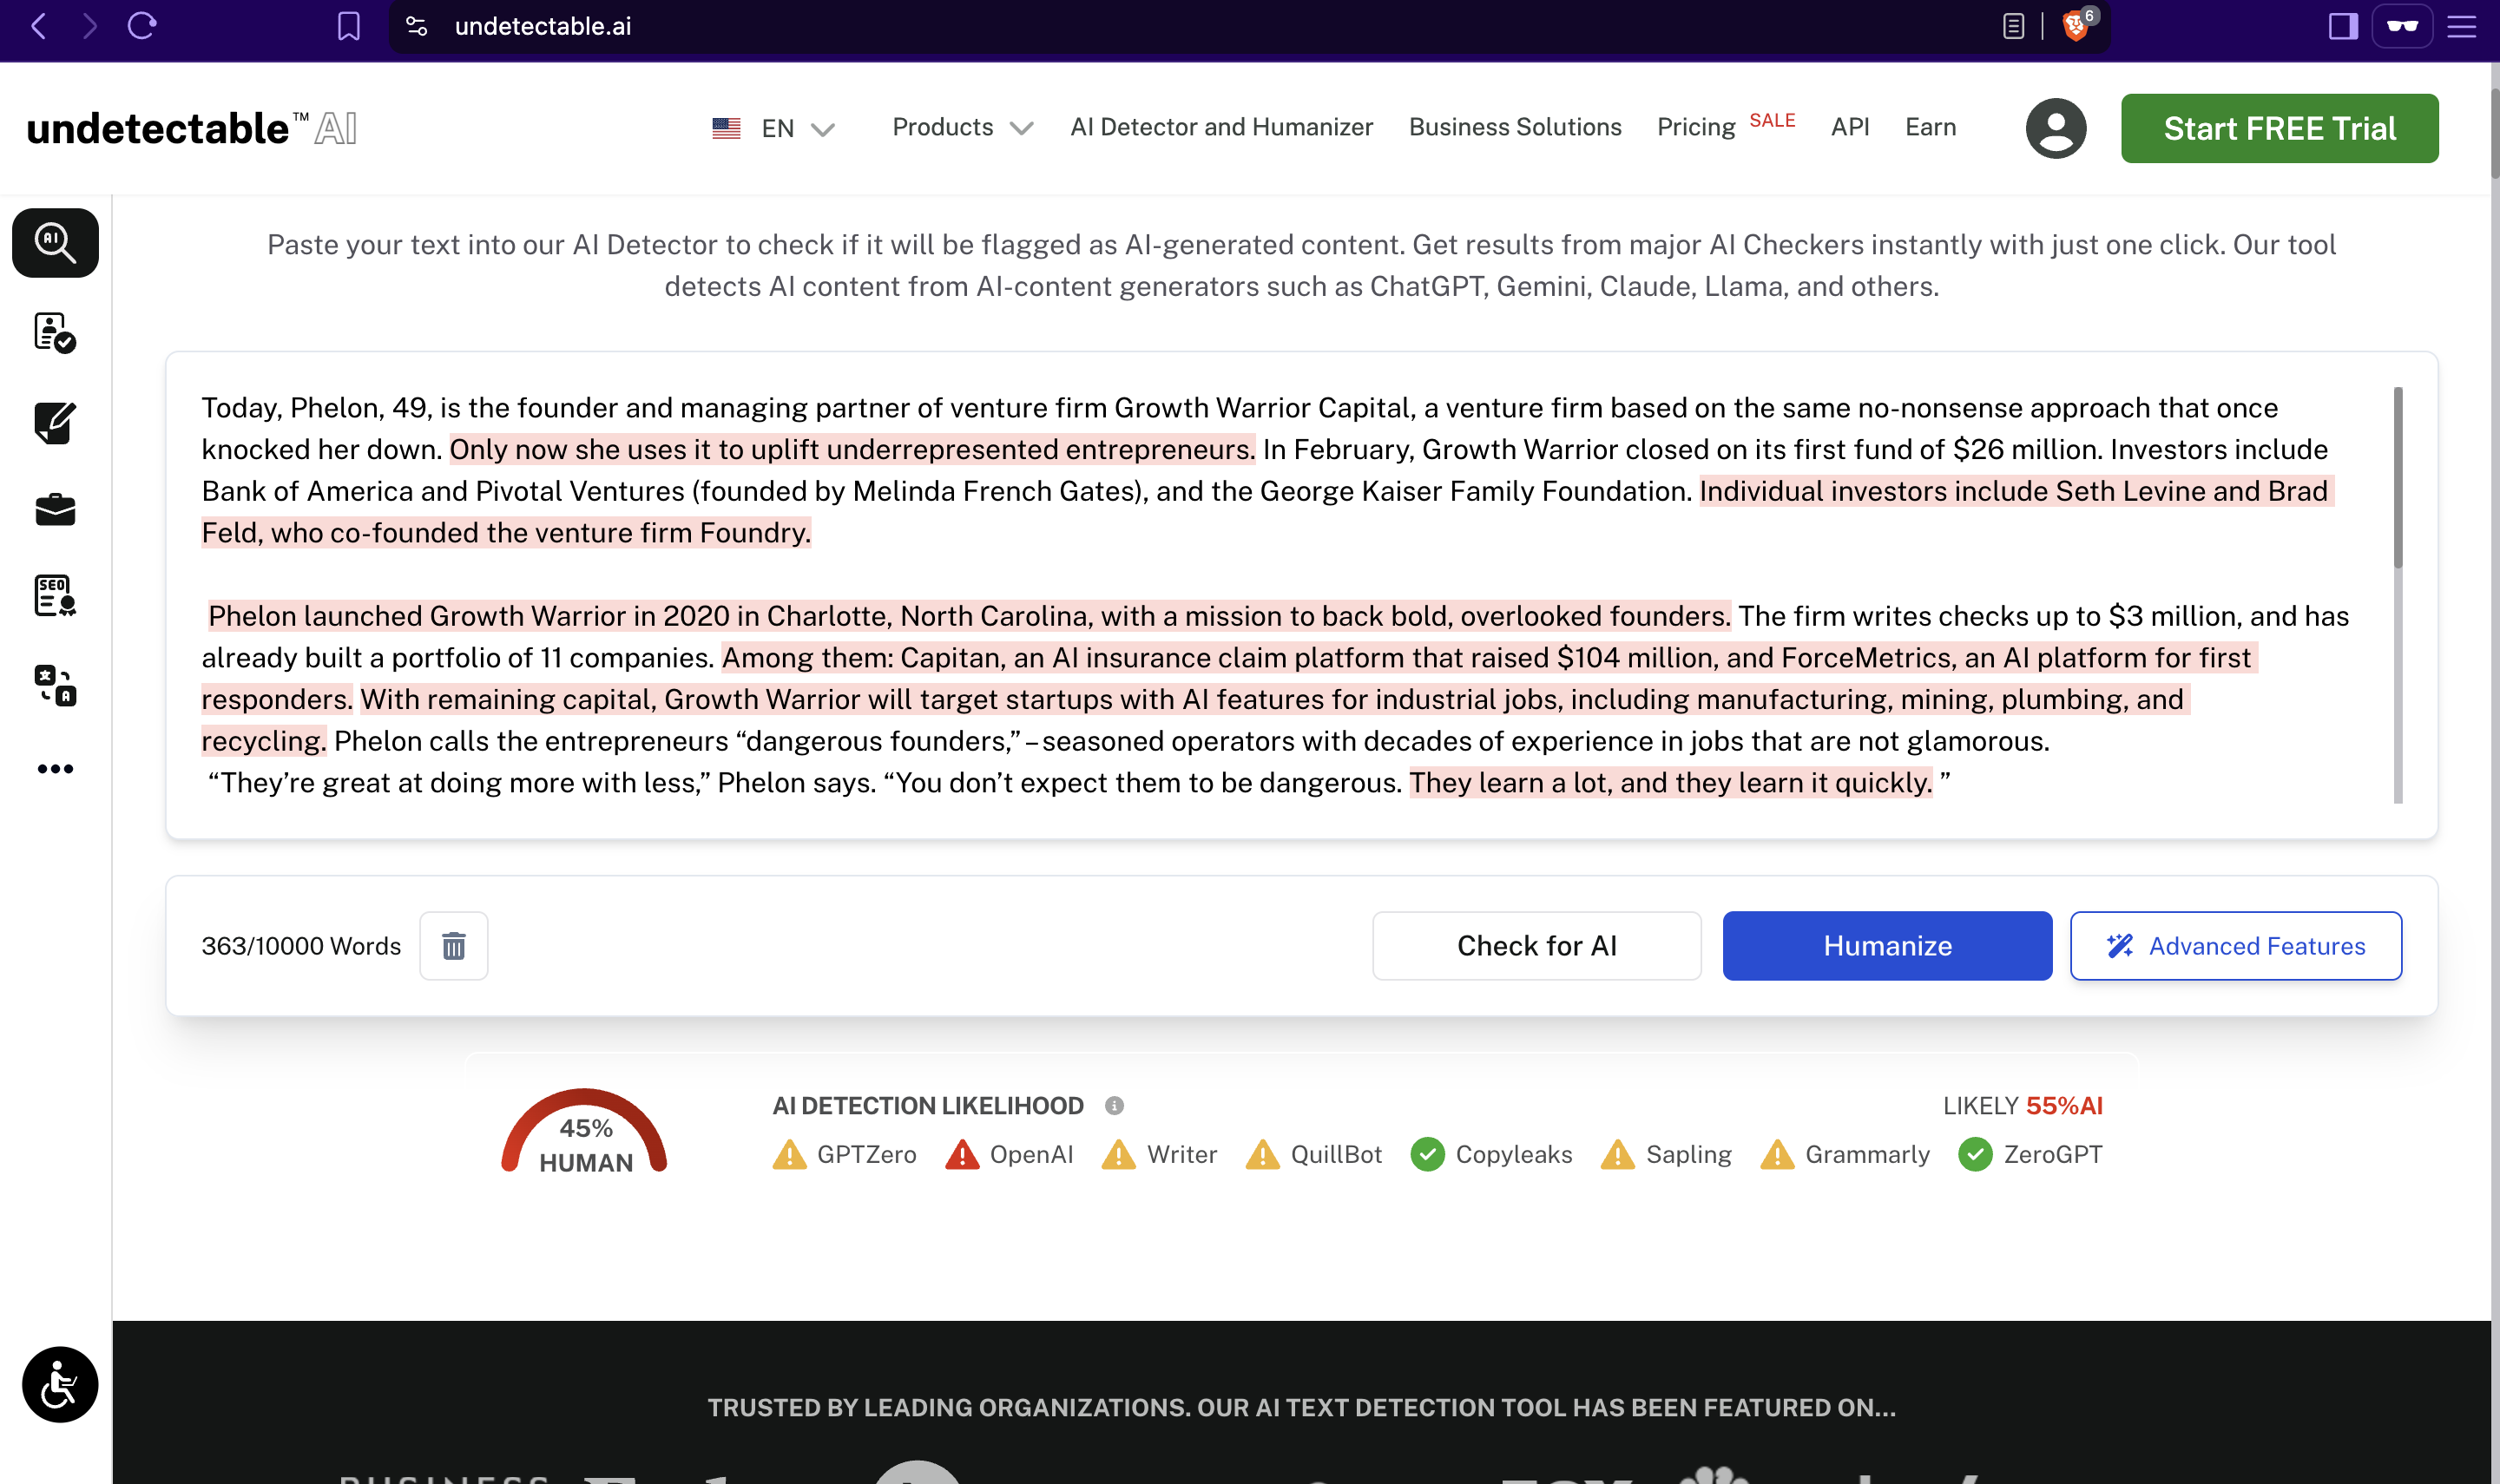 undetectable.ai
6
undetectable™ AI
EN
Products
AI Detector and Humanizer
Business Solutions
Pricing SALE
API
Earn
Start FREE Trial
AI
SEO
A
Paste your text into our AI Detector to check if it will be flagged as AI-generated content. Get results from major AI Checkers instantly with just one click. Our tool
detects AI content from AI-content generators such as ChatGPT, Gemini, Claude, Llama, and others.
Today, Phelon, 49, is the founder and managing partner of venture firm Growth Warrior Capital, a venture firm based on the same no-nonsense approach that once
knocked her down. Only now she uses it to uplift underrepresented entrepreneurs. In February, Growth Warrior closed on its first fund of $26 million. Investors include
Bank of America and Pivotal Ventures (founded by Melinda French Gates), and the George Kaiser Family Foundation. Individual investors include Seth Levine and Brad
Feld, who co-founded the venture firm Foundry.
Phelon launched Growth Warrior in 2020 in Charlotte, North Carolina, with a mission to back bold, overlooked founders. The firm writes checks up to $3 million, and has
already built a portfolio of 11 companies. Among them: Capitan, an AI insurance claim platform that raised $104 million, and ForceMetrics, an AI platform for first
responders. With remaining capital, Growth Warrior will target startups with AI features for industrial jobs, including manufacturing, mining, plumbing, and
recycling. Phelon calls the entrepreneurs “dangerous founders,” – seasoned operators with decades of experience in jobs that are not glamorous.
“They’re great at doing more with less,” Phelon says. “You don’t expect them to be dangerous. They learn a lot, and they learn it quickly. ”
363/10000 Words
Check for AI
Humanize
Advanced Features
45%
HUMAN
AI DETECTION LIKELIHOOD
LIKELY 55%AI
GPTZero
OpenAI
Writer
QuillBot
Copyleaks
Sapling
Grammarly
ZeroGPT
TRUSTED BY LEADING ORGANIZATIONS. OUR AI TEXT DETECTION TOOL HAS BEEN FEATURED ON...
BUSINESS